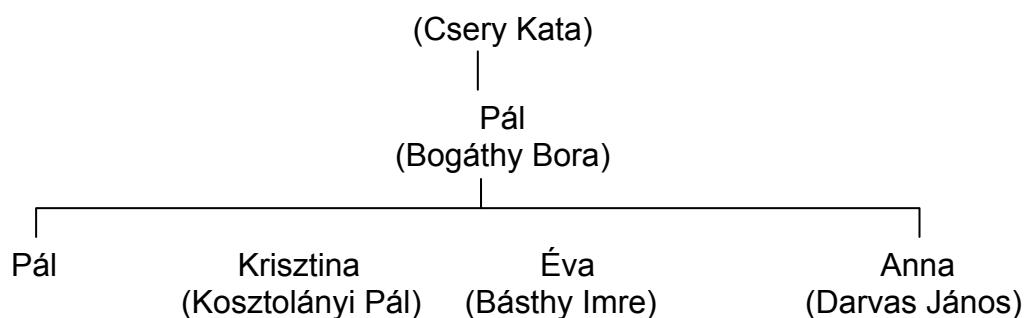 (Csery Kata)
Pál
(Bogáthy Bora)
Pál Krisztina Éva Anna
(Kosztolányi Pál) (Básthy Imre) (Darvas János)